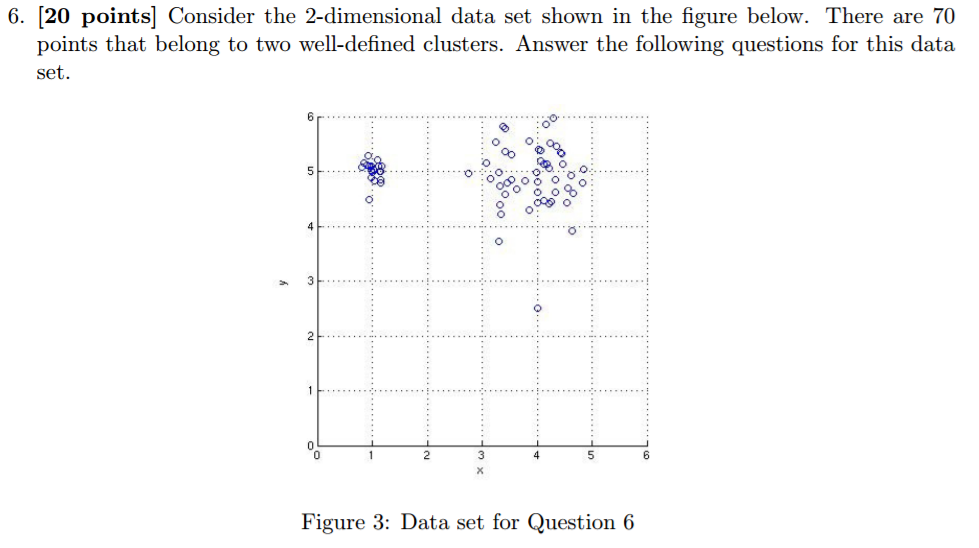 6. [20 points] Consider the 2-dimensional data set shown in the figure below. There are 70
points that belong to two well-defined clusters. Answer the following questions for this data
set.
6
5
4
3
2
1
0
y
0 1 2 3 4 5 6
x
Figure 3: Data set for Question 6